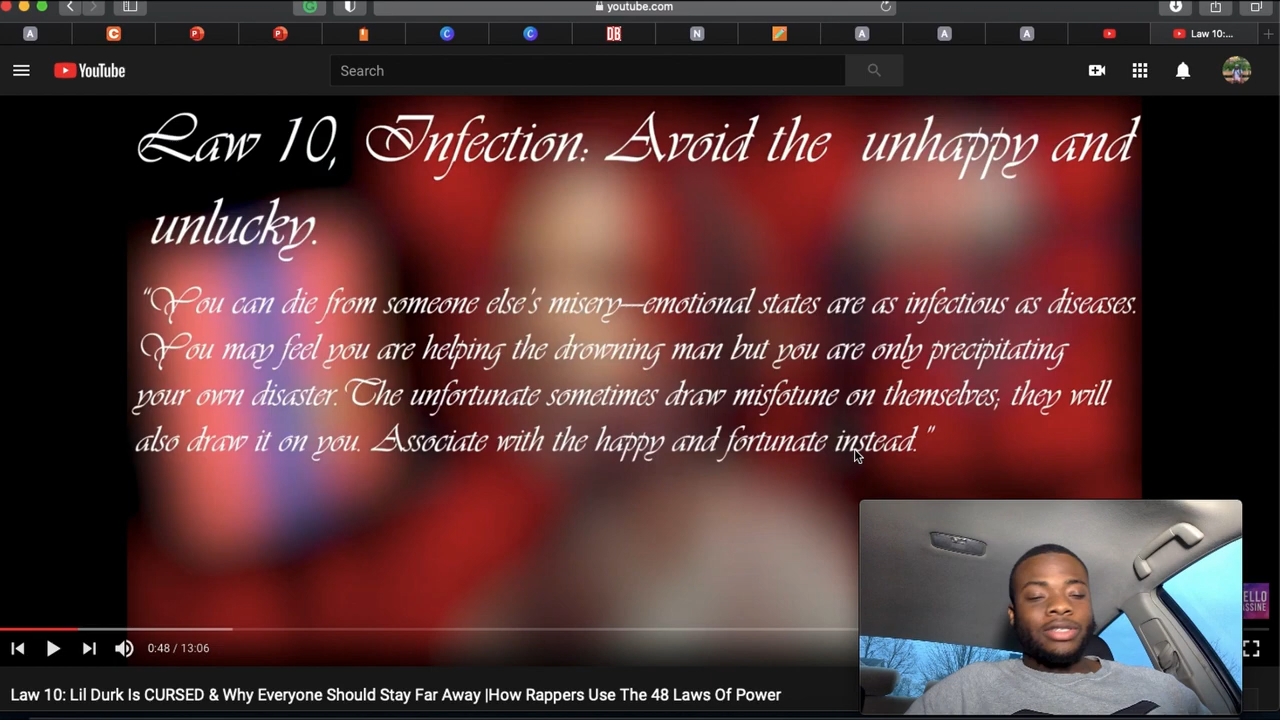 youtube.com
DB
N
Law 10:...
YouTube
Search
Law 10, Infection: Avoid the unhappy and
unlucky.
“You can die from someone else's misery—emotional states are as infectious as diseases.
You may feel you are helping the drowning man but you are only precipitating
your own disaster. The unfortunate sometimes draw misfotune on themselves; they will
also draw it on you. Associate with the happy and fortunate instead.”
0:48 / 13:06
Law 10: Lil Durk Is CURSED & Why Everyone Should Stay Far Away |How Rappers Use The 48 Laws Of Power